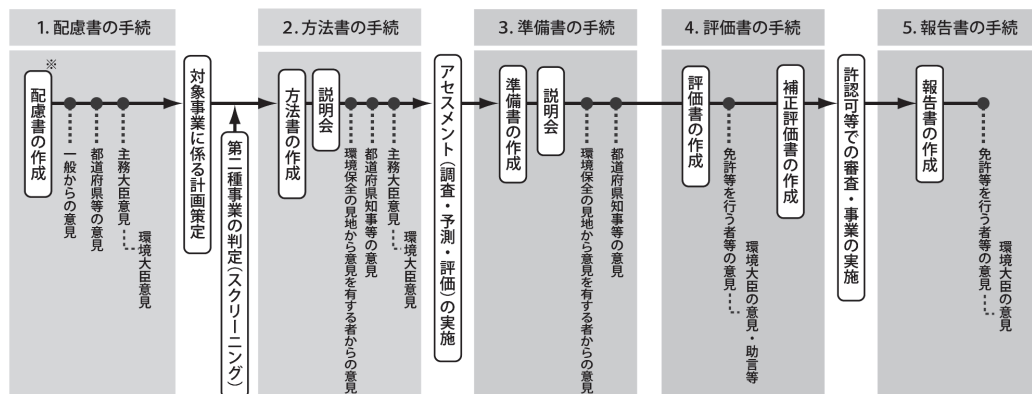 1. 配慮書の手続
※
配慮書の作成
一般からの意見
都道府県等の意見
主務大臣意見
環境大臣意見
対象事業に係る計画策定
第二種事業の判定(スクリーニング)
2. 方法書の手続
方法書の作成
説明会
環境保全の見地から意見を有する者からの意見
都道府県知事等の意見
主務大臣意見
環境大臣意見
アセスメント(調査・予測・評価)の実施
3. 準備書の手続
準備書の作成
説明会
環境保全の見地から意見を有する者からの意見
都道府県知事等の意見
4. 評価書の手続
評価書の作成
免許等を行う者等の意見
環境大臣の意見・助言等
補正評価書の作成
許認可等での審査・事業の実施
5. 報告書の手続
報告書の作成
免許等を行う者等の意見
環境大臣の意見